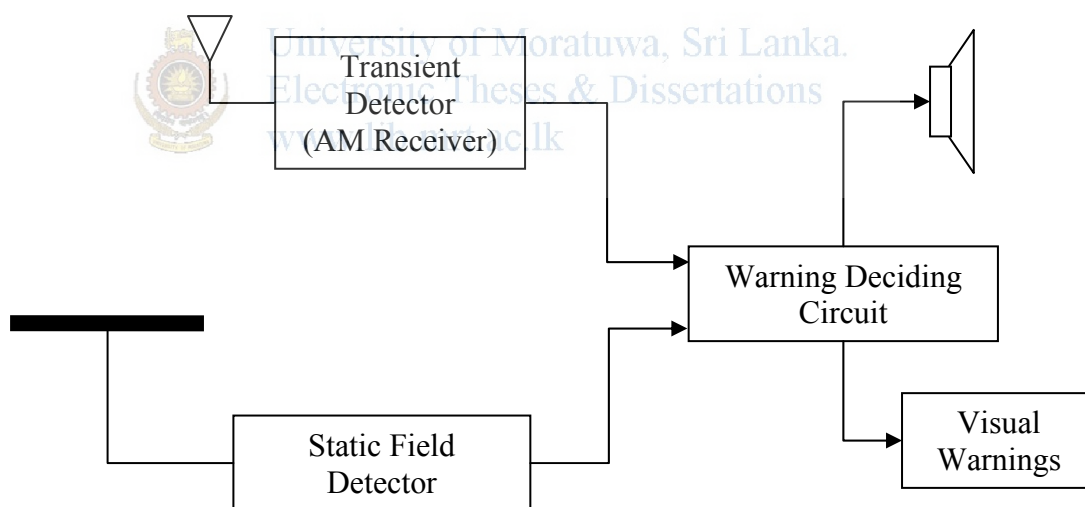 University of Moratuwa, Sri Lanka.
Electronic Theses & Dissertations
www.lib.mrt.ac.lk
Transient
Detector
(AM Receiver)
Warning Deciding
Circuit
Static Field
Detector
Visual
Warnings